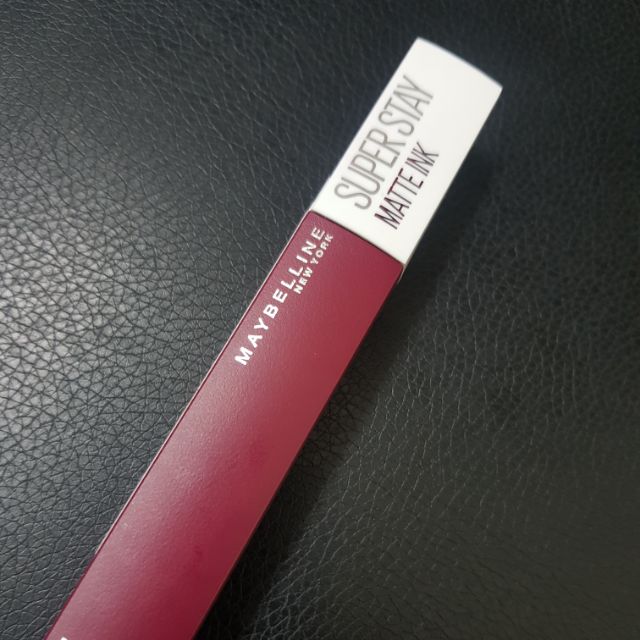 SUPER STAY
MATTE INK
MAYBELLINE
NEW YORK